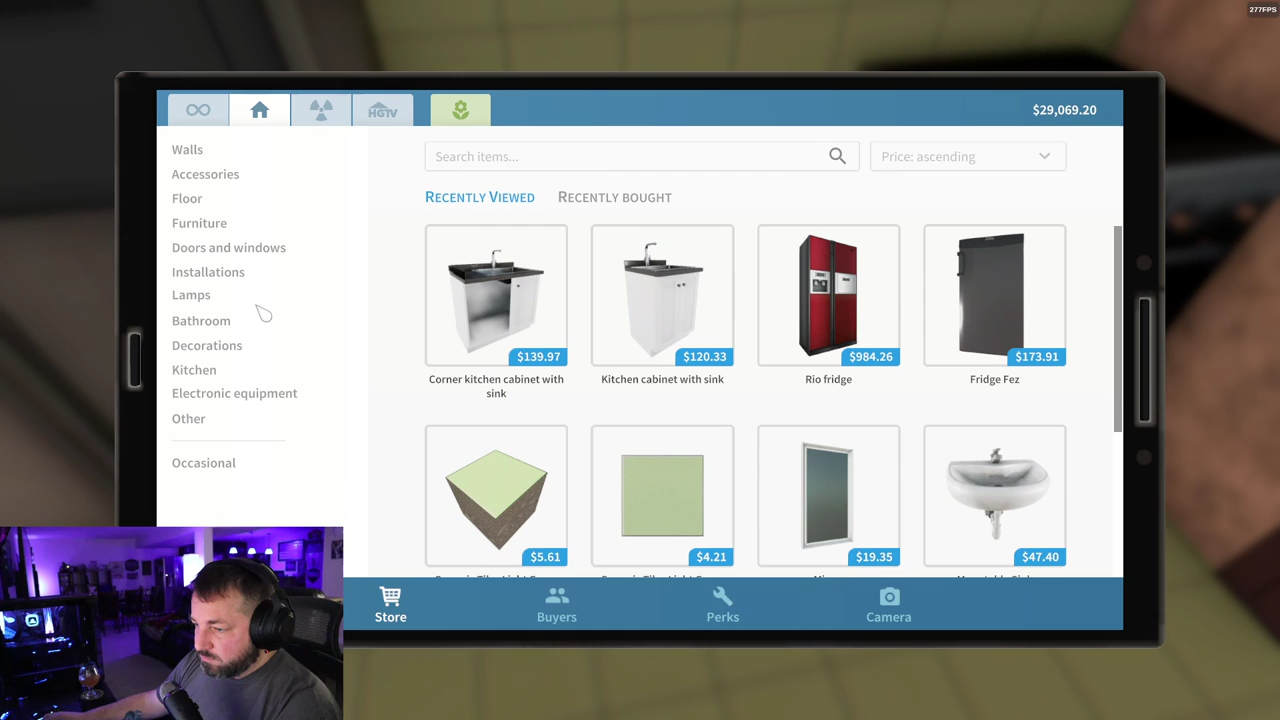 277FPS
HGTV
$29,069.20
Walls
Accessories
Floor
Furniture
Doors and windows
Installations
Lamps
Bathroom
Decorations
Kitchen
Electronic equipment
Other
Occasional
Search items...
Price: ascending
RECENTLY VIEWED
RECENTLY BOUGHT
$139.97
Corner kitchen cabinet with
sink
$120.33
Kitchen cabinet with sink
$984.26
Rio fridge
$173.91
Fridge Fez
$5.61
$4.21
$19.35
$47.40
Store
Buyers
Perks
Camera